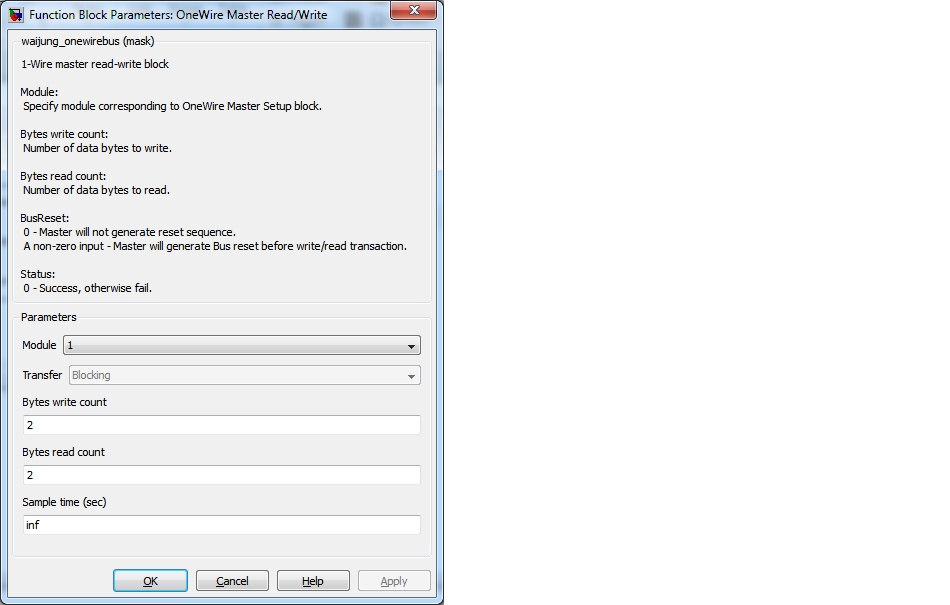 Function Block Parameters: OneWire Master Read/Write
waijung_onewirebus (mask)
1-Wire master read-write block
Module:
Specify module corresponding to OneWire Master Setup block.
Bytes write count:
Number of data bytes to write.
Bytes read count:
Number of data bytes to read.
BusReset:
0 - Master will not generate reset sequence.
A non-zero input - Master will generate Bus reset before write/read transaction.
Status:
0 - Success, otherwise fail.
Parameters
Module 1
Transfer Blocking
Bytes write count
2
Bytes read count
2
Sample time (sec)
inf
OK Cancel Help Apply